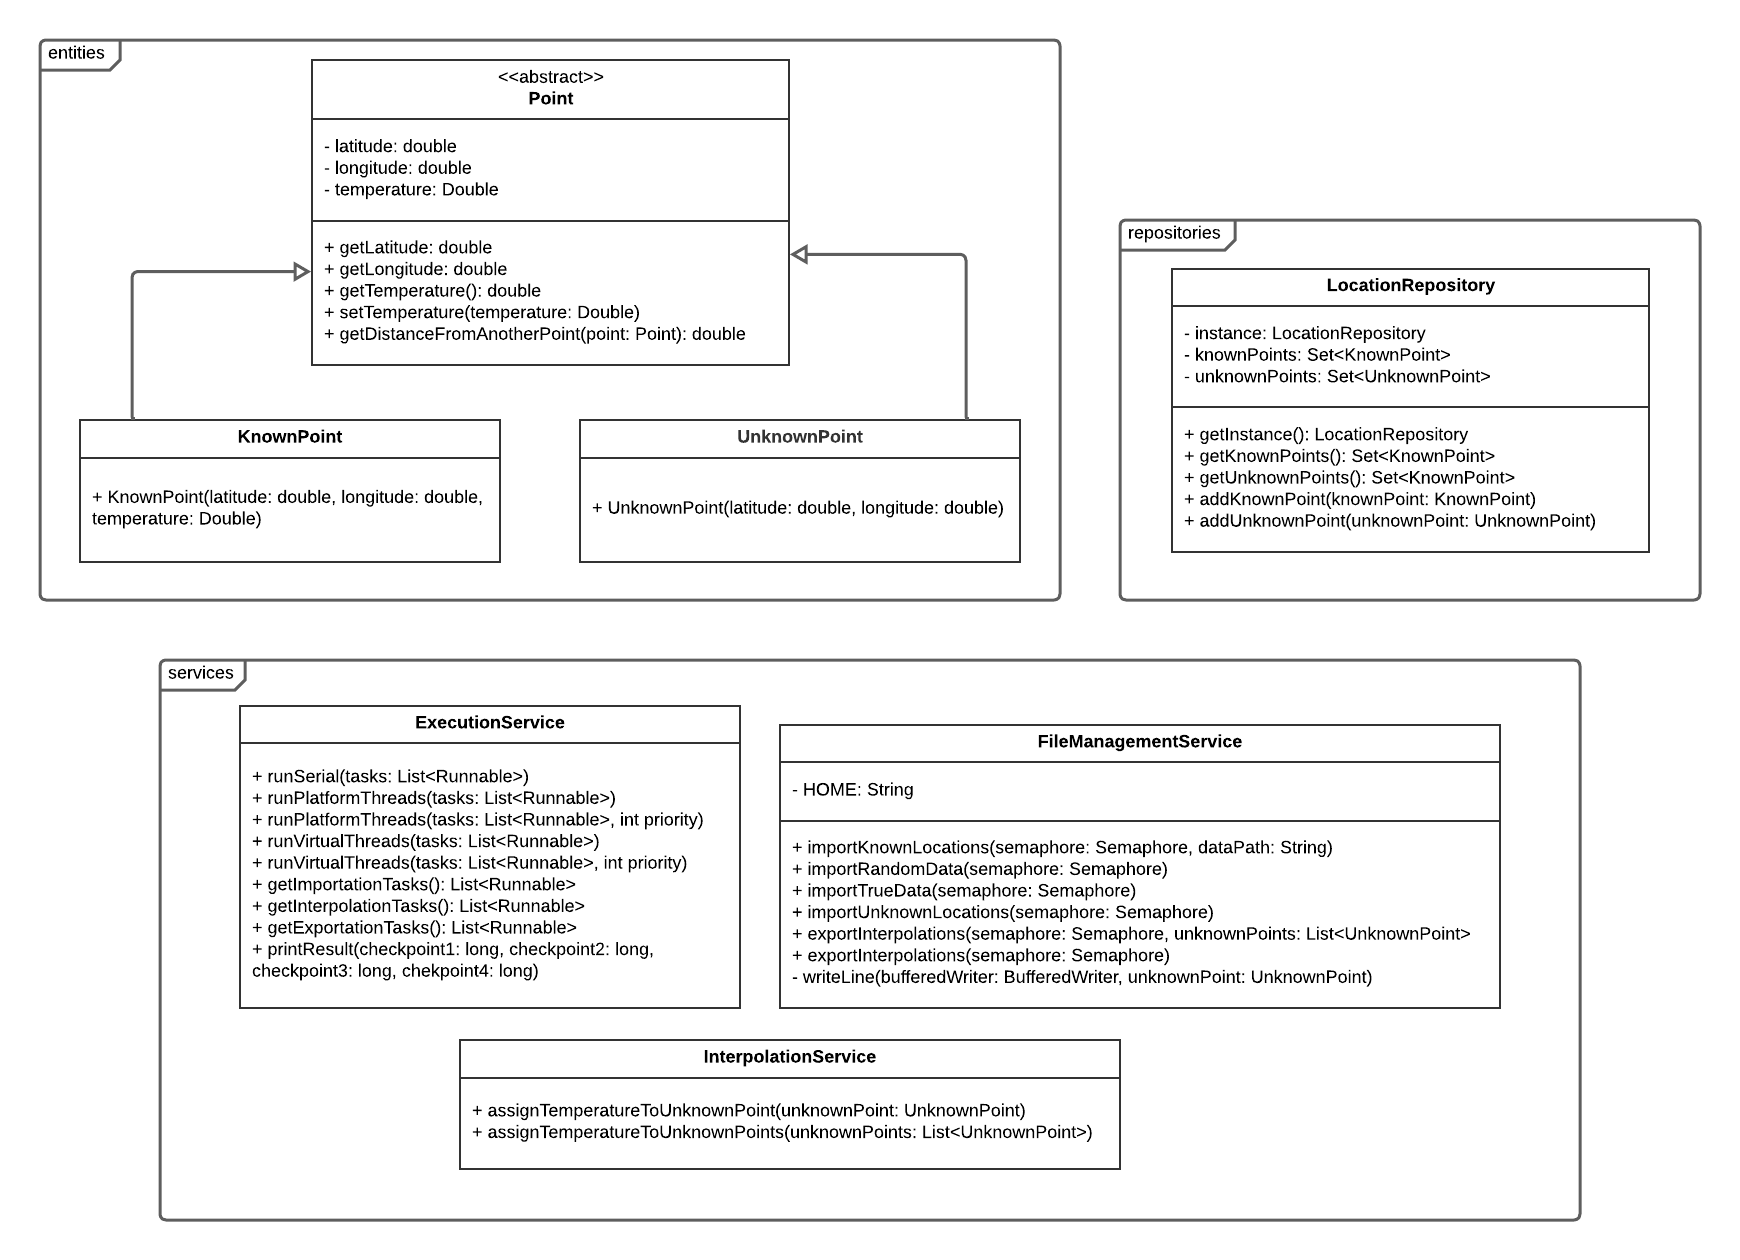 entities
<<abstract>>
Point
- latitude: double
- longitude: double
- temperature: Double
+ getLatitude: double
+ getLongitude: double
+ getTemperature(): double
+ setTemperature(temperature: Double)
+ getDistanceFromAnotherPoint(point: Point): double
KnownPoint
+ KnownPoint(latitude: double, longitude: double,
temperature: Double)
UnknownPoint
+ UnknownPoint(latitude: double, longitude: double)
repositories
LocationRepository
- instance: LocationRepository
- knownPoints: Set<KnownPoint>
- unknownPoints: Set<UnknownPoint>
+ getInstance(): LocationRepository
+ getKnownPoints(): Set<KnownPoint>
+ getUnknownPoints(): Set<KnownPoint>
+ addKnownPoint(knownPoint: KnownPoint)
+ addUnknownPoint(unknownPoint: UnknownPoint)
services
ExecutionService
+ runSerial(tasks: List<Runnable>)
+ runPlatformThreads(tasks: List<Runnable>)
+ runPlatformThreads(tasks: List<Runnable>, int priority)
+ runVirtualThreads(tasks: List<Runnable>)
+ runVirtualThreads(tasks: List<Runnable>, int priority)
+ getImportationTasks(): List<Runnable>
+ getInterpolationTasks(): List<Runnable>
+ getExportationTasks(): List<Runnable>
+ printResult(checkpoint1: long, checkpoint2: long,
checkpoint3: long, chekpoint4: long)
FileManagementService
- HOME: String
+ importKnownLocations(semaphore: Semaphore, dataPath: String)
+ importRandomData(semaphore: Semaphore)
+ importTrueData(semaphore: Semaphore)
+ importUnknownLocations(semaphore: Semaphore)
+ exportInterpolations(semaphore: Semaphore, unknownPoints: List<UnknownPoint>
+ exportInterpolations(semaphore: Semaphore)
- writeLine(bufferedWriter: BufferedWriter, unknownPoint: UnknownPoint)
InterpolationService
+ assignTemperatureToUnknownPoint(unknownPoint: UnknownPoint)
+ assignTemperatureToUnknownPoints(unknownPoints: List<UnknownPoint>)